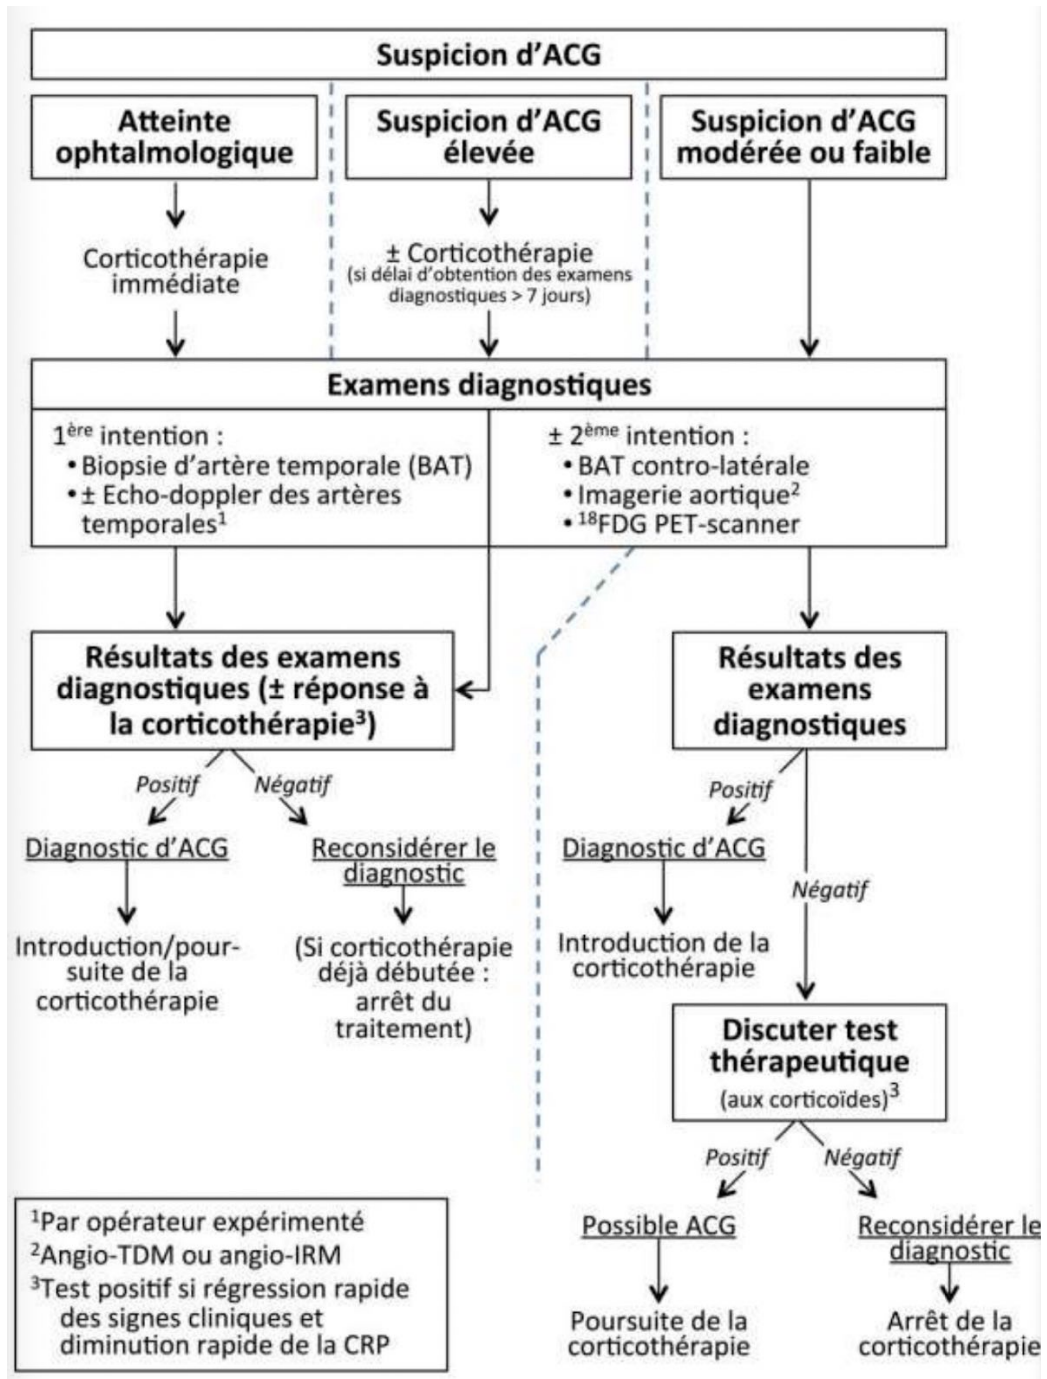 Suspicion d'ACG
Atteinte
ophtalmologique
Suspicion d'ACG
élevée
Suspicion d'ACG
modérée ou faible
Corticothérapie
immédiate
± Corticothérapie
(si délai d'obtention des examens
diagnostiques > 7 jours)
Examens diagnostiques
1ère intention :
• Biopsie d'artère temporale (BAT)
• ± Echo-doppler des artères
temporales1
± 2ème intention :
• BAT contro-latérale
• Imagerie aortique2
• 18FDG PET-scanner
Résultats des examens
diagnostiques (± réponse à
la corticothérapie3)
Résultats des
examens
diagnostiques
Positif
Négatif
Diagnostic d'ACG
Reconsidérer le
diagnostic
Introduction/pour-
suite de la
corticothérapie
(Si corticothérapie
déjà débutée :
arrêt du
traitement)
Positif
Diagnostic d'ACG
Négatif
Introduction de la
corticothérapie
Discuter test
thérapeutique
(aux corticoïdes)3
Positif
Négatif
Possible ACG
Reconsidérer le
diagnostic
Poursuite de la
corticothérapie
Arrêt de la
corticothérapie
1Par opérateur expérimenté
2Angio-TDM ou angio-IRM
3Test positif si régression rapide
des signes cliniques et
diminution rapide de la CRP